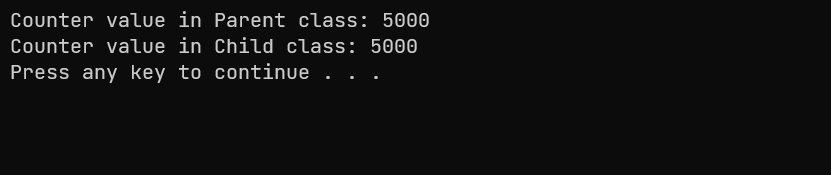 Counter value in Parent class: 5000
Counter value in Child class: 5000
Press any key to continue . . .